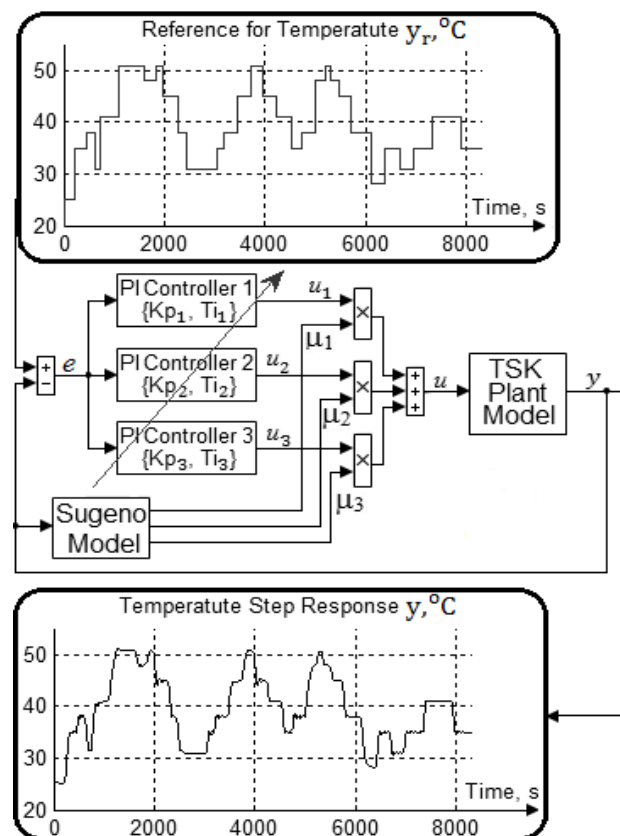 Reference for Temperatute yᵣ,°C
50
40
30
20
0 2000 4000 6000 8000
Time, s
PI Controller 1
{Kp₁, Ti₁}
u₁
×
μ₁
+
−
e
PI Controller 2
{Kp₂, Ti₂}
u₂
×
μ₂
+
+
+
u
TSK
Plant
Model
y
PI Controller 3
{Kp₃, Ti₃}
u₃
×
μ₃
Sugeno
Model
Temperatute Step Response y,°C
50
40
30
20
0 2000 4000 6000 8000
Time, s